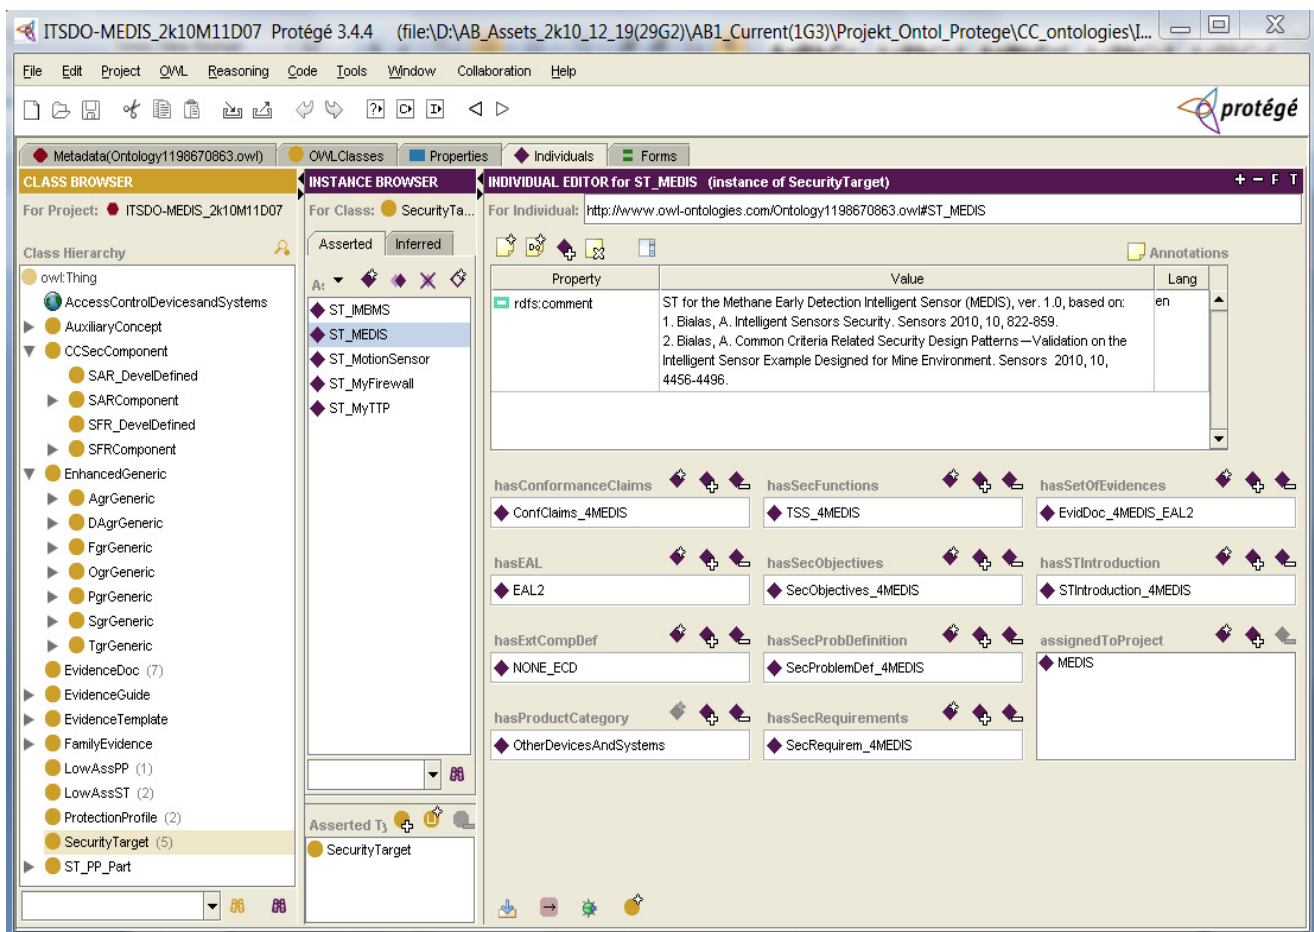 ITSDO-MEDIS_2k10M11D07 Protégé 3.4.4 (file:\D:\AB_Assets_2k10_12_19(29G2)\AB1_Current(1G3)\Projekt_Ontol_Protege\CC_ontologies\I...
File Edit Project OWL Reasoning Code Tools Window Collaboration Help
protégé
Metadata(Ontology1198670863.owl) OWLClasses Properties Individuals Forms
CLASS BROWSER
For Project: ITSDO-MEDIS_2k10M11D07
Class Hierarchy
owl:Thing
AccessControlDevicesandSystems
AuxiliaryConcept
CCSecComponent
SAR_DevelDefined
SARComponent
SFR_DevelDefined
SFRComponent
EnhancedGeneric
AgrGeneric
DAgrGeneric
FgrGeneric
OgrGeneric
PgrGeneric
SgrGeneric
TgrGeneric
EvidenceDoc (7)
EvidenceGuide
EvidenceTemplate
FamilyEvidence
LowAssPP (1)
LowAssST (2)
ProtectionProfile (2)
SecurityTarget (5)
ST_PP_Part
INSTANCE BROWSER
For Class: SecurityTa...
Asserted Inferred
ST_IMBMS
ST_MEDIS
ST_MotionSensor
ST_MyFirewall
ST_MyTTP
Asserted Ty
SecurityTarget
INDIVIDUAL EDITOR for ST_MEDIS (instance of SecurityTarget) + − F T
For Individual: http://www.owl-ontologies.com/Ontology1198670863.owl#ST_MEDIS
Annotations
Property Value Lang
rdfs:comment ST for the Methane Early Detection Intelligent Sensor (MEDIS), ver. 1.0, based on: en
1. Bialas, A. Intelligent Sensors Security. Sensors 2010, 10, 822-859.
2. Bialas, A. Common Criteria Related Security Design Patterns—Validation on the
Intelligent Sensor Example Designed for Mine Environment. Sensors 2010, 10,
4456-4496.
hasConformanceClaims hasSecFunctions hasSetOfEvidences
ConfClaims_4MEDIS TSS_4MEDIS EvidDoc_4MEDIS_EAL2
hasEAL hasSecObjectives hasSTIntroduction
EAL2 SecObjectives_4MEDIS STIntroduction_4MEDIS
hasExtCompDef hasSecProbDefinition assignedToProject
NONE_ECD SecProblemDef_4MEDIS MEDIS
hasProductCategory hasSecRequirements
OtherDevicesAndSystems SecRequirem_4MEDIS